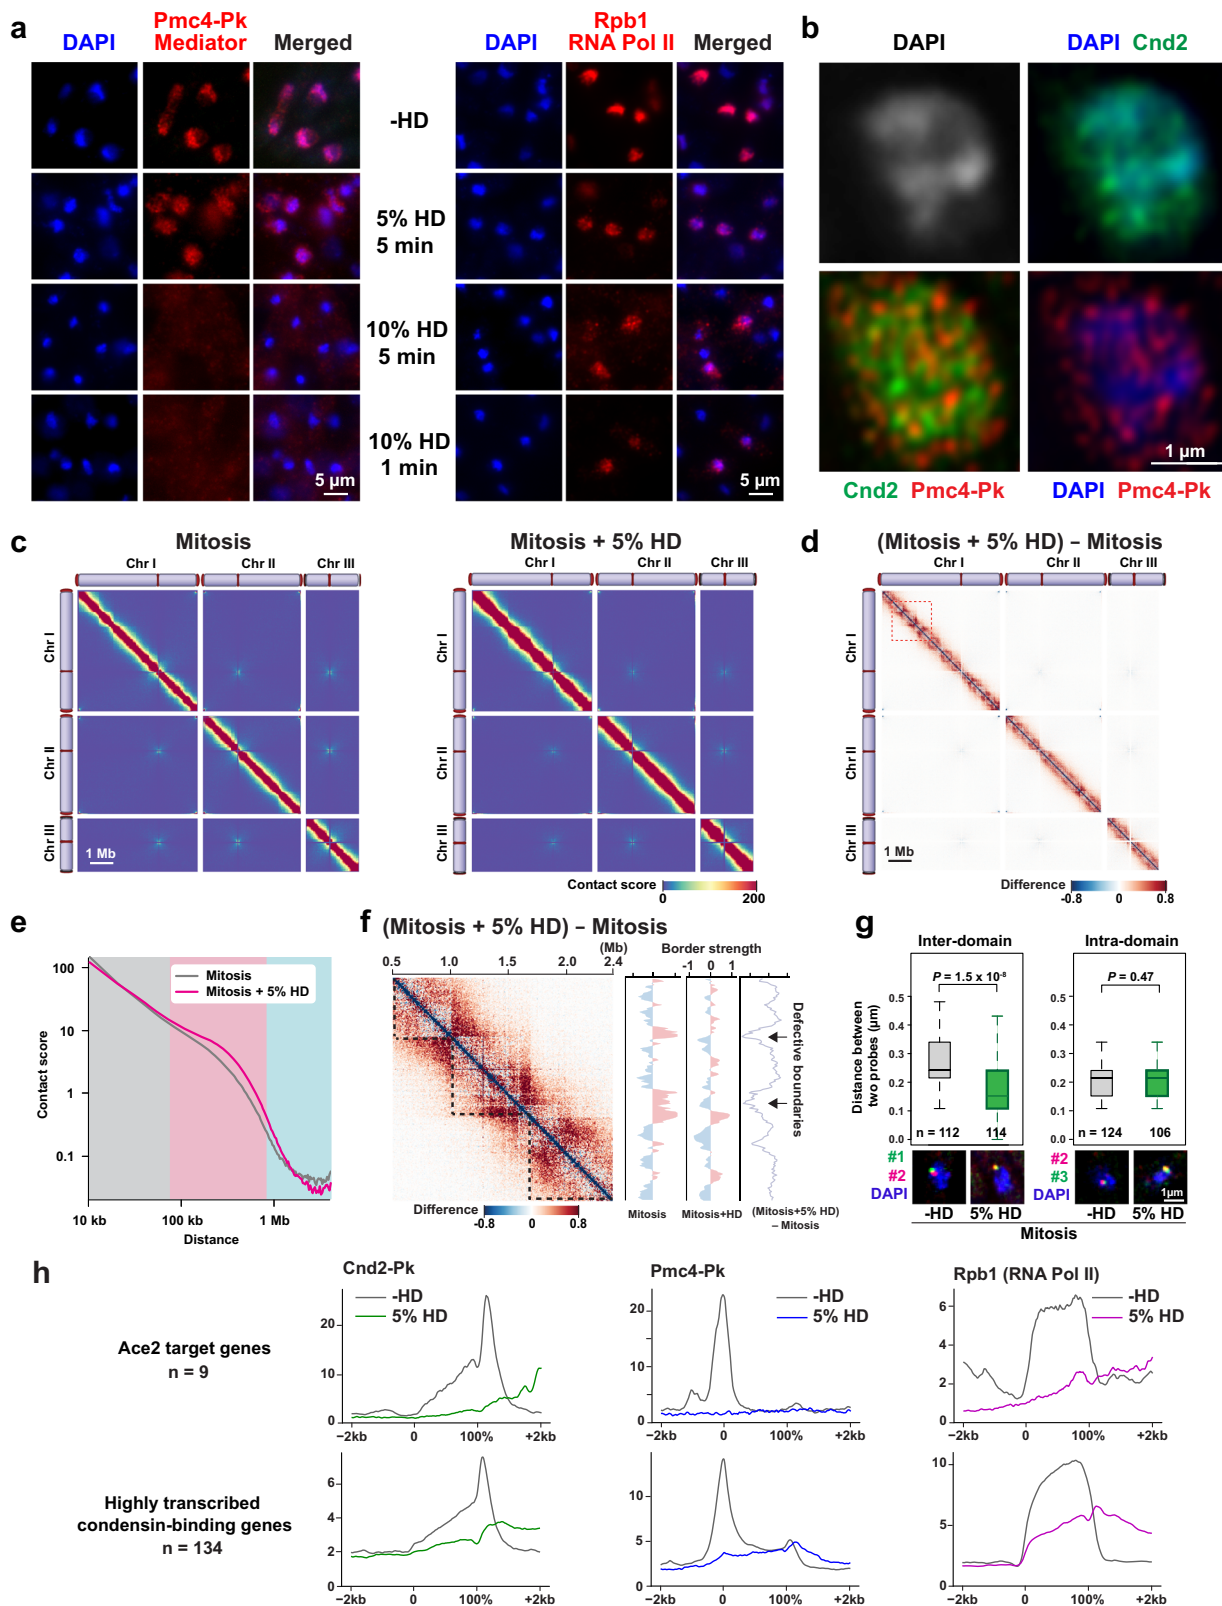 a
DAPI
Pmc4-Pk
Mediator
Merged
DAPI
Rpb1
RNA Pol II
Merged
-HD
5% HD
5 min
10% HD
5 min
10% HD
1 min
5 µm
5 µm
b
DAPI
DAPI Cnd2
1 µm
Cnd2 Pmc4-Pk
DAPI Pmc4-Pk
c
Mitosis
Chr I
Chr II
Chr III
Chr I
Chr II
Chr III
1 Mb
Mitosis + 5% HD
Chr I
Chr II
Chr III
Chr I
Chr II
Chr III
Contact score
0
200
d
(Mitosis + 5% HD) – Mitosis
Chr I
Chr II
Chr III
Chr I
Chr II
Chr III
1 Mb
Difference
-0.8
0
0.8
e
Contact score
100
10
1
0.1
Mitosis
Mitosis + 5% HD
10 kb
100 kb
1 Mb
Distance
f
(Mitosis + 5% HD) – Mitosis
(Mb)
0.5
1.0
1.5
2.0
2.4
Difference
-0.8
0
0.8
Border strength
-1
0
1
Defective boundaries
Mitosis
Mitosis+HD
(Mitosis+5% HD)
– Mitosis
g
Inter-domain
P = 1.5 x 10-8
Distance between
two probes (µm)
0.5
0.4
0.3
0.2
0.1
0.0
n = 112
114
#1
#2
DAPI
-HD
5% HD
Intra-domain
P = 0.47
0.5
0.4
0.3
0.2
0.1
0.0
n = 124
106
#2
#3
DAPI
1µm
-HD
5% HD
Mitosis
h
Cnd2-Pk
Pmc4-Pk
Rpb1 (RNA Pol II)
Ace2 target genes
n = 9
-HD
5% HD
20
10
0
−2kb
0
100%
+2kb
-HD
5% HD
20
10
0
−2kb
0
100%
+2kb
-HD
5% HD
6
4
2
0
−2kb
0
100%
+2kb
Highly transcribed
condensin-binding genes
n = 134
6
4
2
0
−2kb
0
100%
+2kb
10
5
0
−2kb
0
100%
+2kb
10
5
0
−2kb
0
100%
+2kb